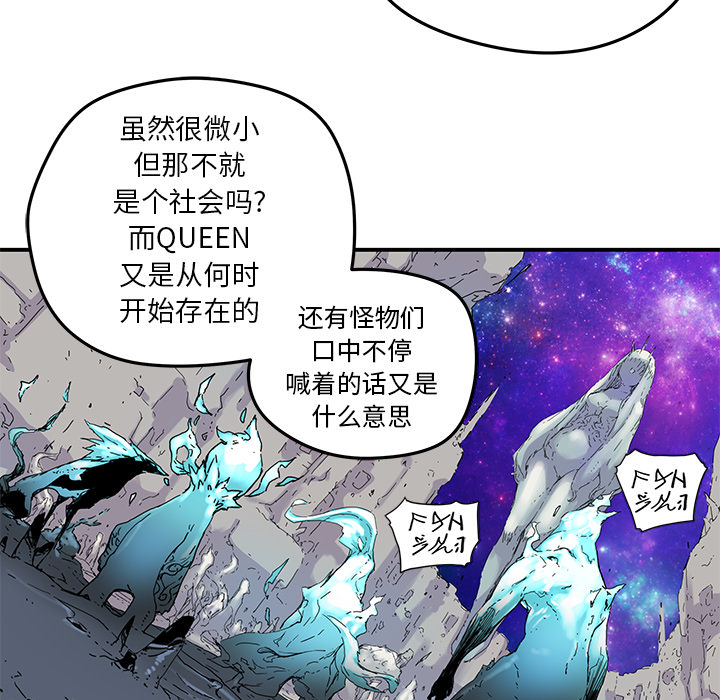 虽然很微小
但那不就
是个社会吗?
而QUEEN
又是从何时
开始存在的
还有怪物们
口中不停
喊着的话又是
什么意思